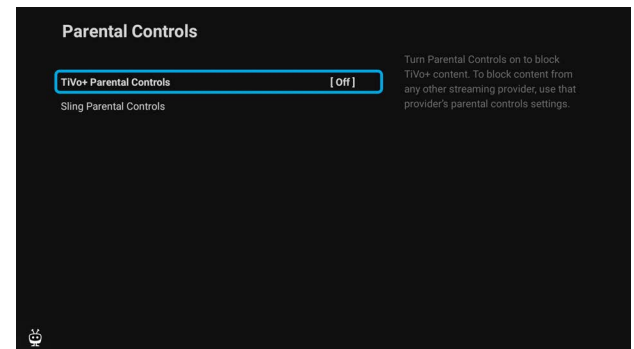 Parental Controls
TiVo+ Parental Controls [ Off ]
Sling Parental Controls
Turn Parental Controls on to block
TiVo+ content. To block content from
any other streaming provider, use that
provider's parental controls settings.